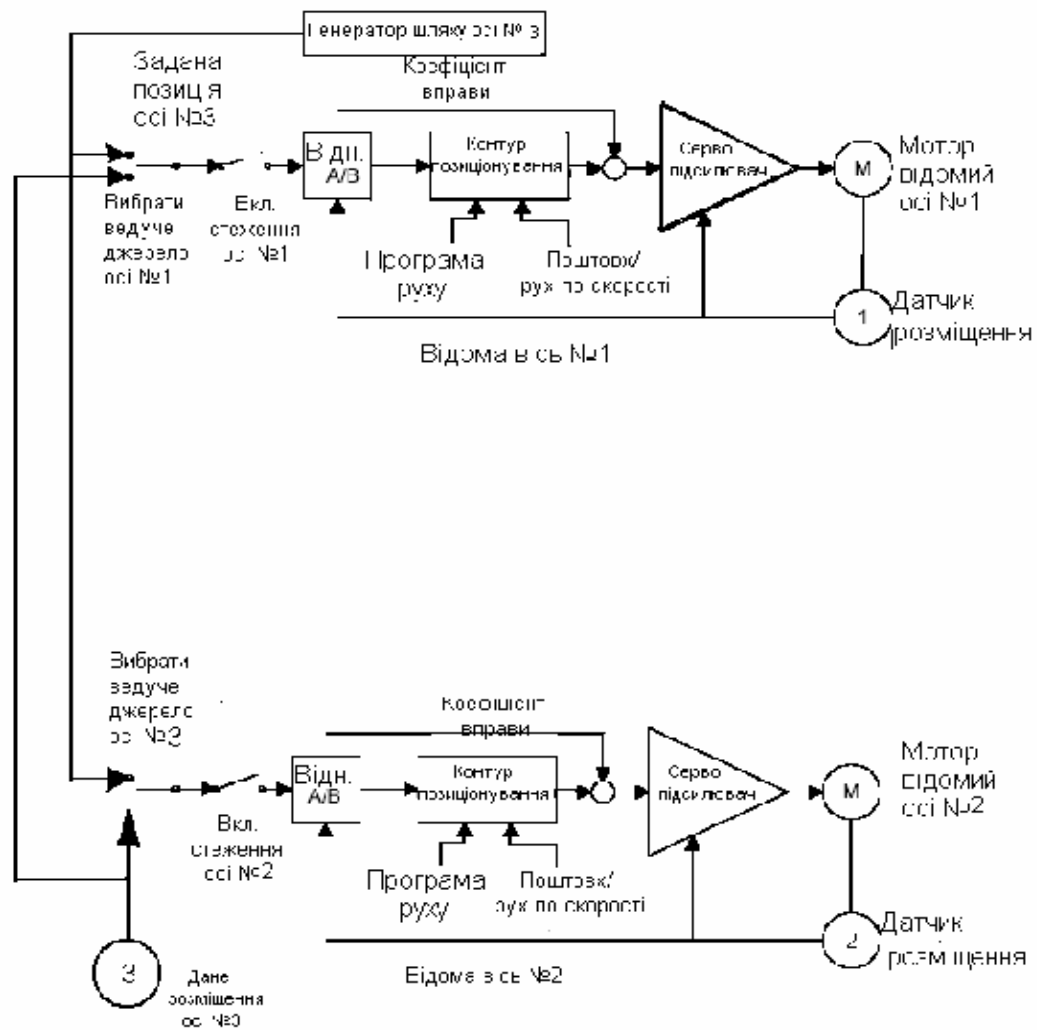 Генератор шляху осі № 3
Задана
позиція
осі №3
Коефіцієнт
вправи
Відн.
А/В
Контур
позиціонування
Серво
підсилювач
М
Мотор
відомий
осі №1
Вибрати
ведуче
джерело
осі №1
Вкл.
стеження
осі №1
Програма
руху
Поштовх/
рух по скорості
1
Датчик
розміщення
Відома вісь №1
Вибрати
ведуче
джерело
осі №3
Коефіцієнт
вправи
Відн.
А/В
Контур
позиціонування
Серво
підсилювач
М
Мотор
відомий
осі №2
Вкл.
стеження
осі №2
Програма
руху
Поштовх/
рух по скорості
2
Датчик
розміщення
Відома вісь №2
3
Дане
розміщення
осі №3